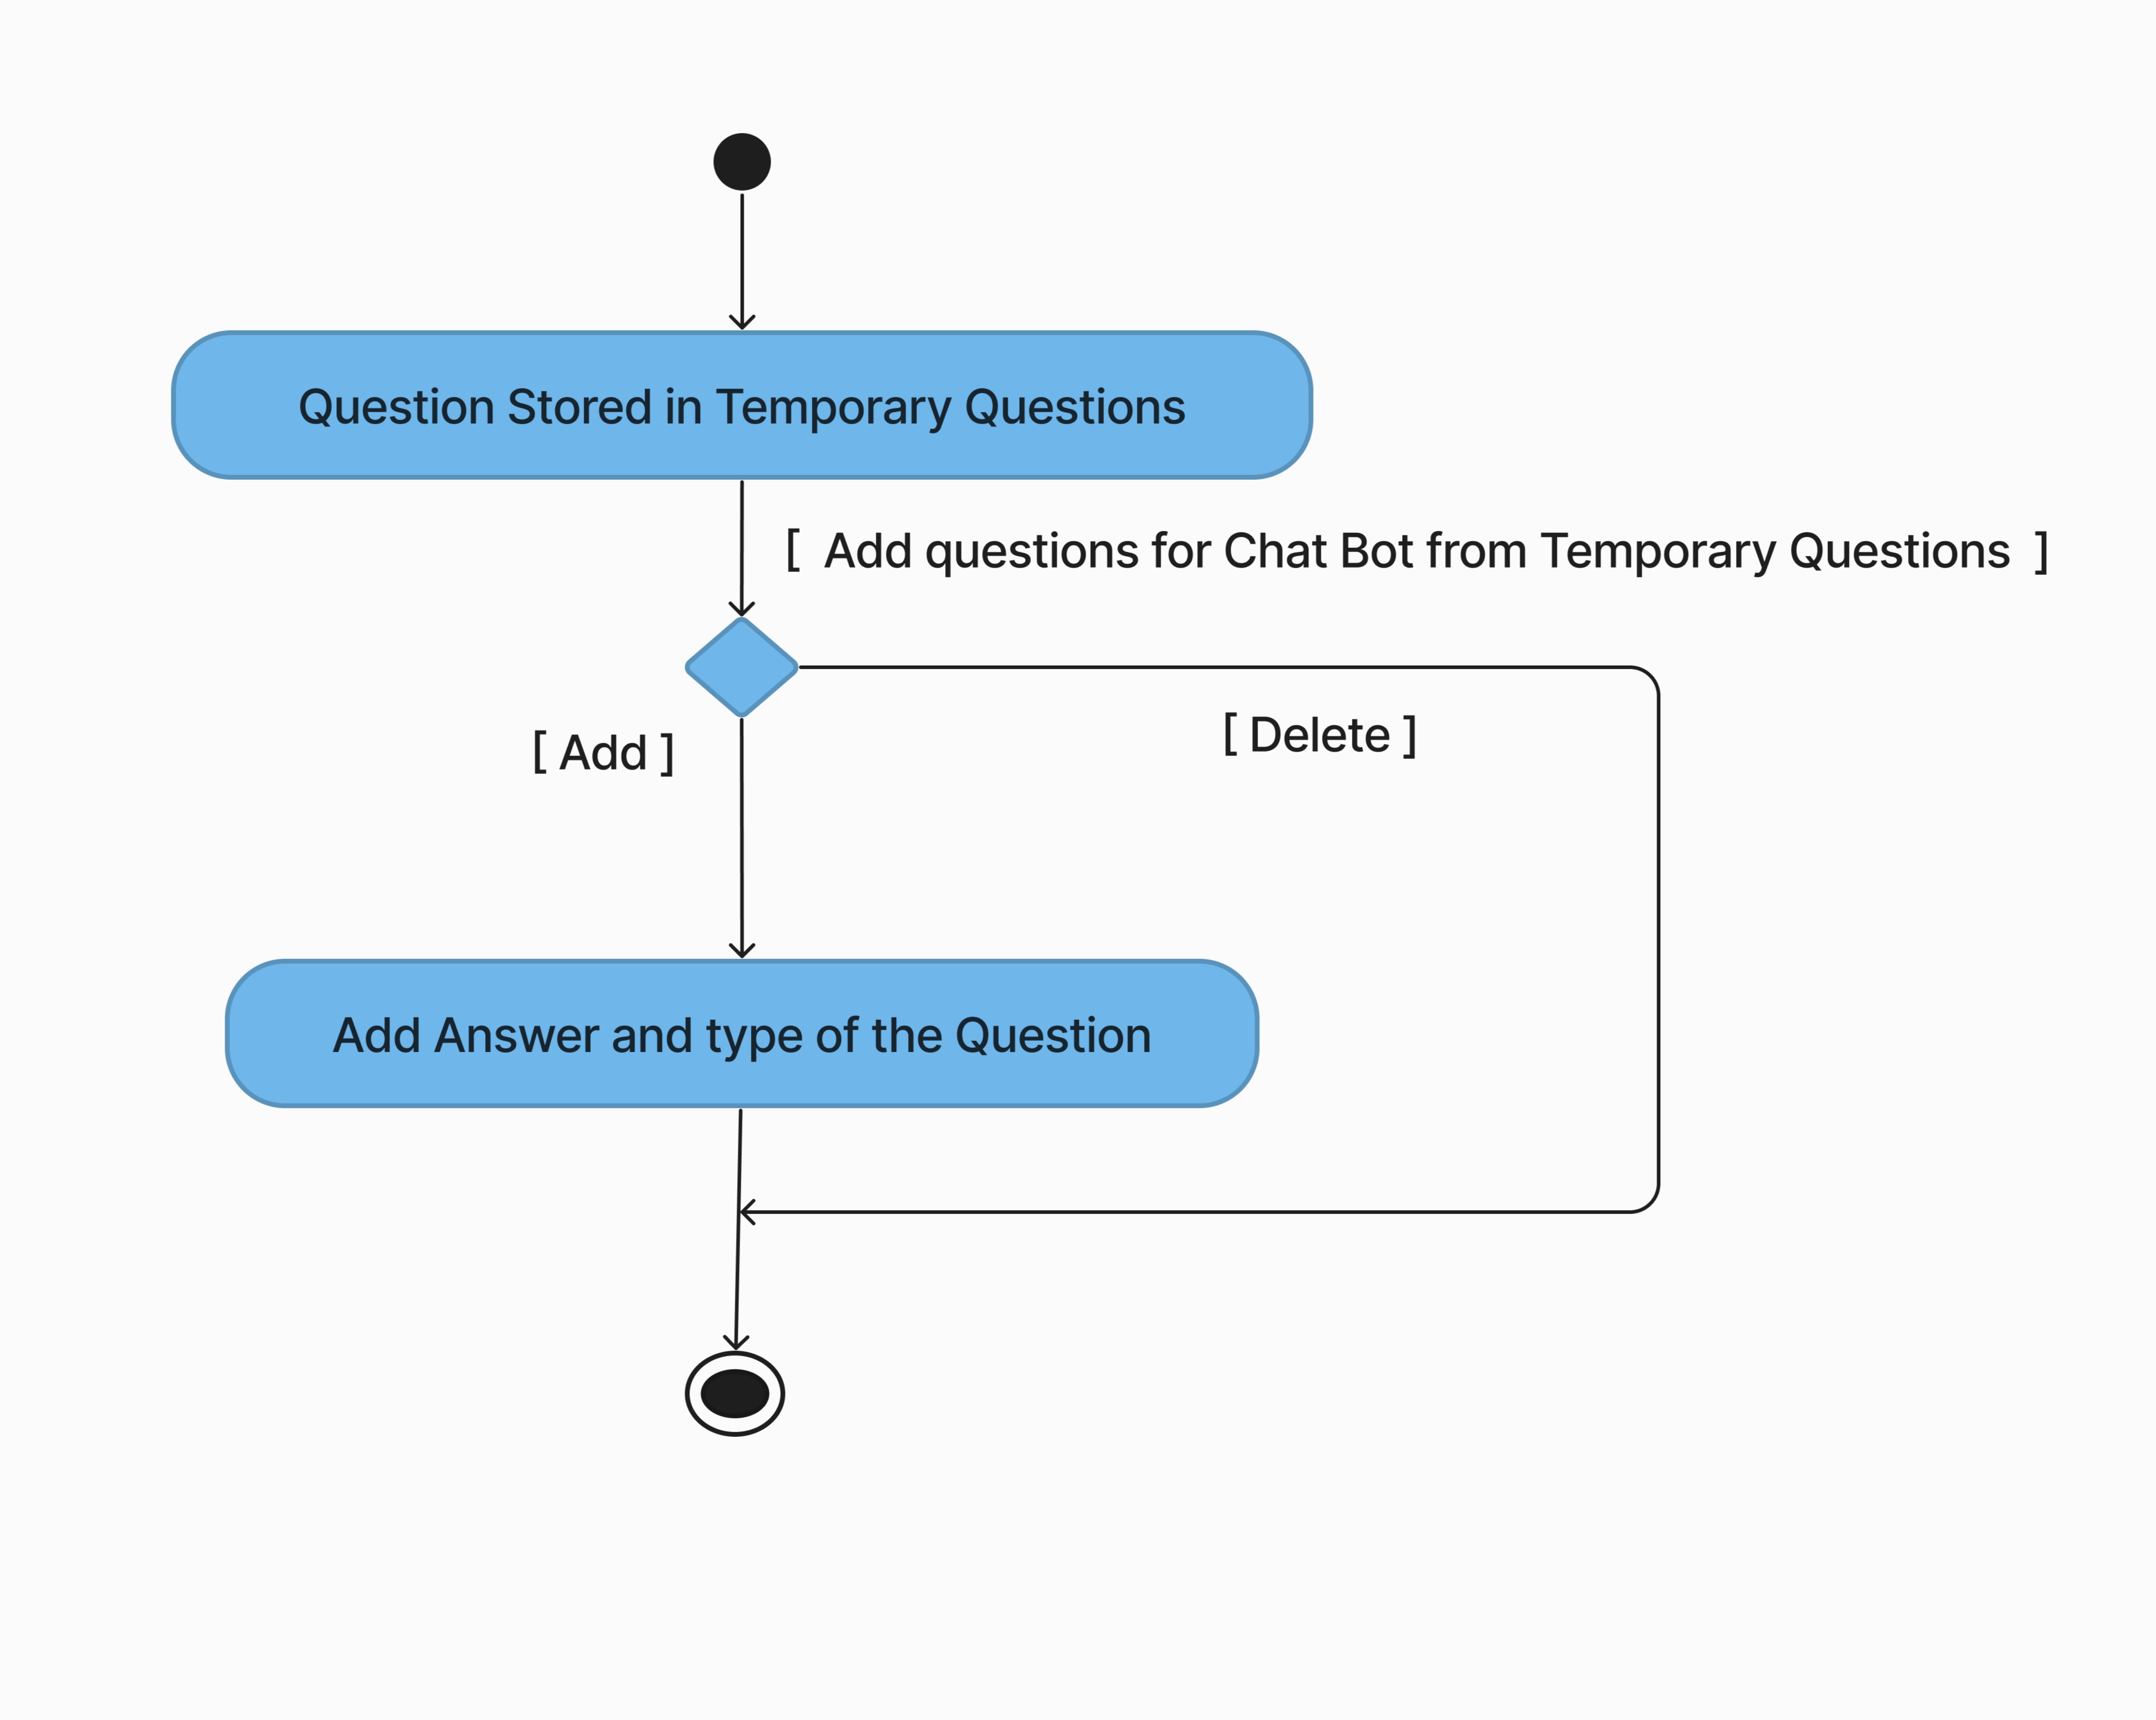 Question Stored in Temporary Questions
[ Add questions for Chat Bot from Temporary Questions ]
[ Add ]
[ Delete ]
Add Answer and type of the Question